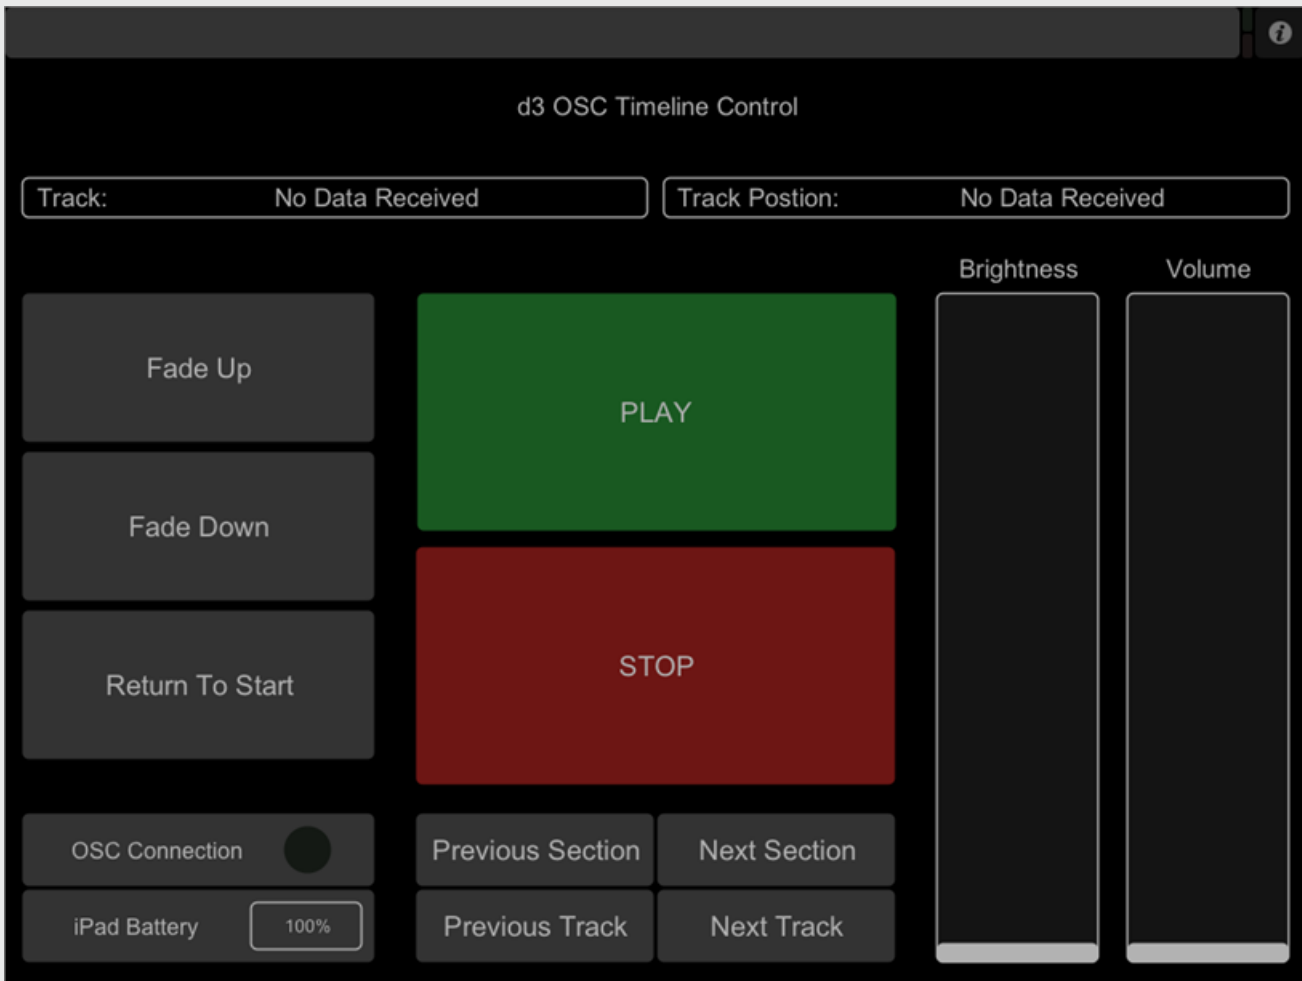 d3 OSC Timeline Control
Track: No Data Received
Track Postion: No Data Received
Brightness
Volume
Fade Up
Fade Down
Return To Start
PLAY
STOP
OSC Connection
iPad Battery 100%
Previous Section
Next Section
Previous Track
Next Track